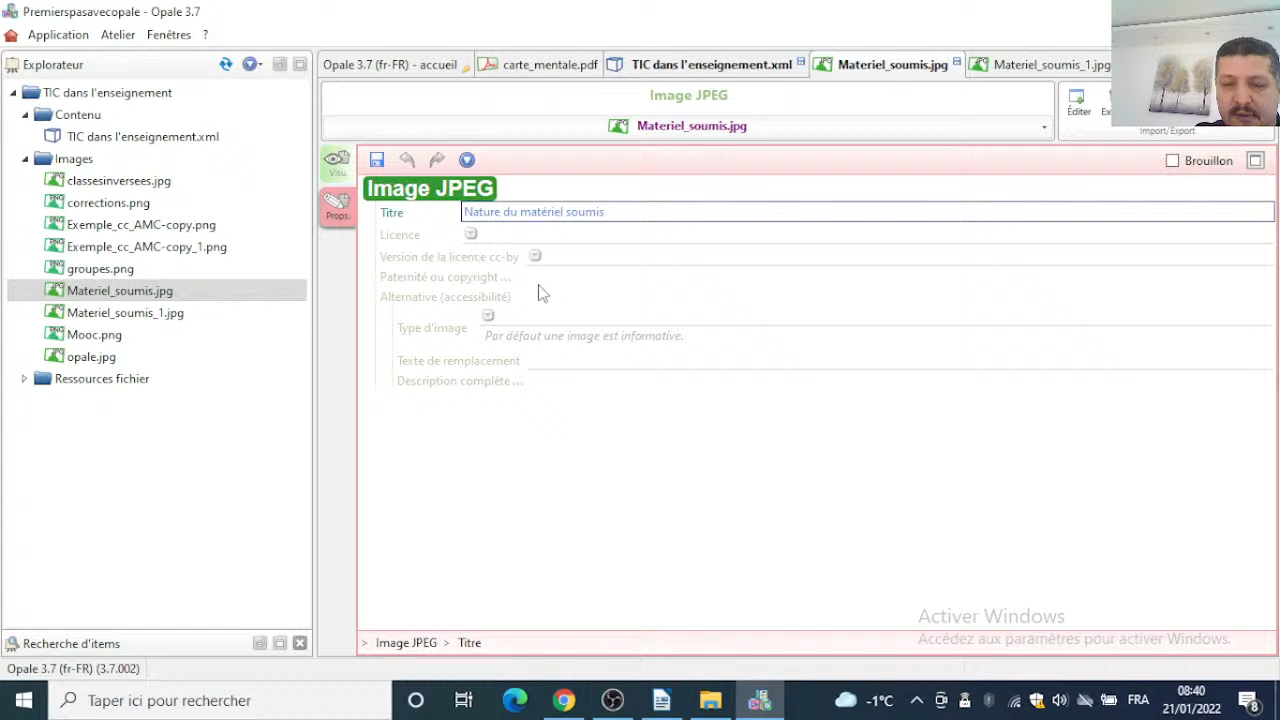 Premierspasavecopale - Opale 3.7
Application Atelier Fenêtres ?
Explorateur
Opale 3.7 (fr-FR) - accueil carte_mentale.pdf TIC dans l'enseignement.xml Materiel_soumis.jpg Materiel_soumis_1.jpg
TIC dans l'enseignement
Contenu
TIC dans l'enseignement.xml
Images
classesinversees.jpg
corrections.png
Exemple_cc_AMC-copy.png
Exemple_cc_AMC-copy_1.png
groupes.png
Materiel_soumis.jpg
Materiel_soumis_1.jpg
Mooc.png
opale.jpg
Ressources fichier
Recherche d'items
Image JPEG
Materiel_soumis.jpg
Éditer
Import/Export
Visu.
Props.
Brouillon
Image JPEG
Titre Nature du matériel soumis
Licence
Version de la licence cc-by
Paternité ou copyright ...
Alternative (accessibilité)
Type d'image
Par défaut une image est informative.
Texte de remplacement
Description complète ...
Activer Windows
Accédez aux paramètres pour activer Windows.
> Image JPEG > Titre
Opale 3.7 (fr-FR) (3.7.002)
Taper ici pour rechercher
-1°C
FRA
08:40
21/01/2022
8